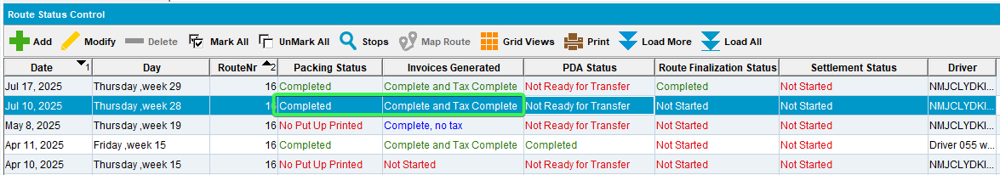 Route Status Control
Add Modify Delete Mark All UnMark All Stops Map Route Grid Views Print Load More Load All
Date 1 Day RouteNr 2 Packing Status Invoices Generated PDA Status Route Finalization Status Settlement Status Driver
Jul 17, 2025 Thursday ,week 29 16 Completed Complete and Tax Complete Not Ready for Transfer Completed Not Started NMJCLYDKI...
Jul 10, 2025 Thursday ,week 28 16 Completed Complete and Tax Complete Not Ready for Transfer Not Started Not Started NMJCLYDKI...
May 8, 2025 Thursday ,week 19 16 No Put Up Printed Complete, no tax Not Ready for Transfer Not Started Not Started NMJCLYDKI...
Apr 11, 2025 Friday ,week 15 16 Completed Complete and Tax Complete Completed Not Started Not Started Driver 055 w...
Apr 10, 2025 Thursday ,week 15 16 No Put Up Printed Not Started Not Ready for Transfer Not Started Not Started NMJCLYDKI...